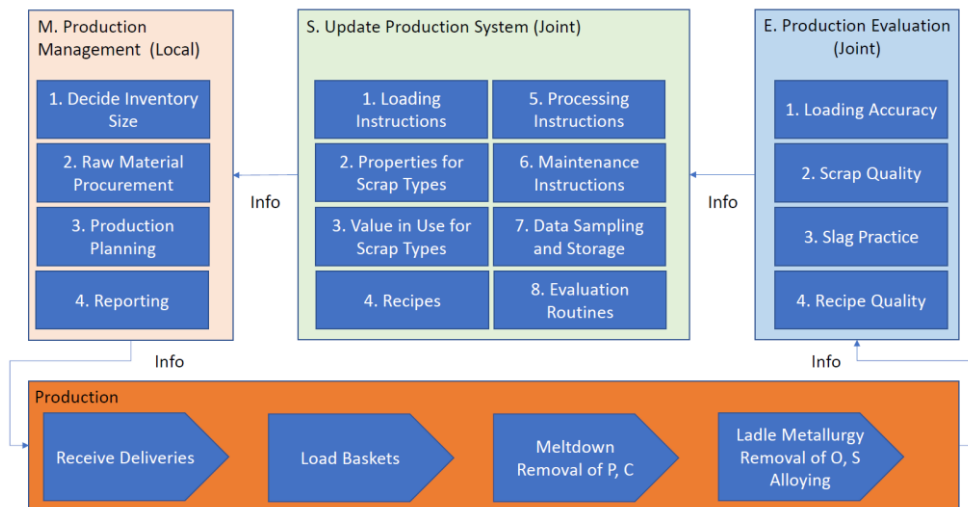 M. Production
Management (Local)
1. Decide Inventory
Size
2. Raw Material
Procurement
3. Production
Planning
4. Reporting
Info
S. Update Production System (Joint)
1. Loading
Instructions
2. Properties for
Scrap Types
3. Value in Use for
Scrap Types
4. Recipes
5. Processing
Instructions
6. Maintenance
Instructions
7. Data Sampling
and Storage
8. Evaluation
Routines
Info
E. Production Evaluation
(Joint)
1. Loading Accuracy
2. Scrap Quality
3. Slag Practice
4. Recipe Quality
Info
Info
Production
Receive Deliveries
Load Baskets
Meltdown
Removal of P, C
Ladle Metallurgy
Removal of O, S
Alloying